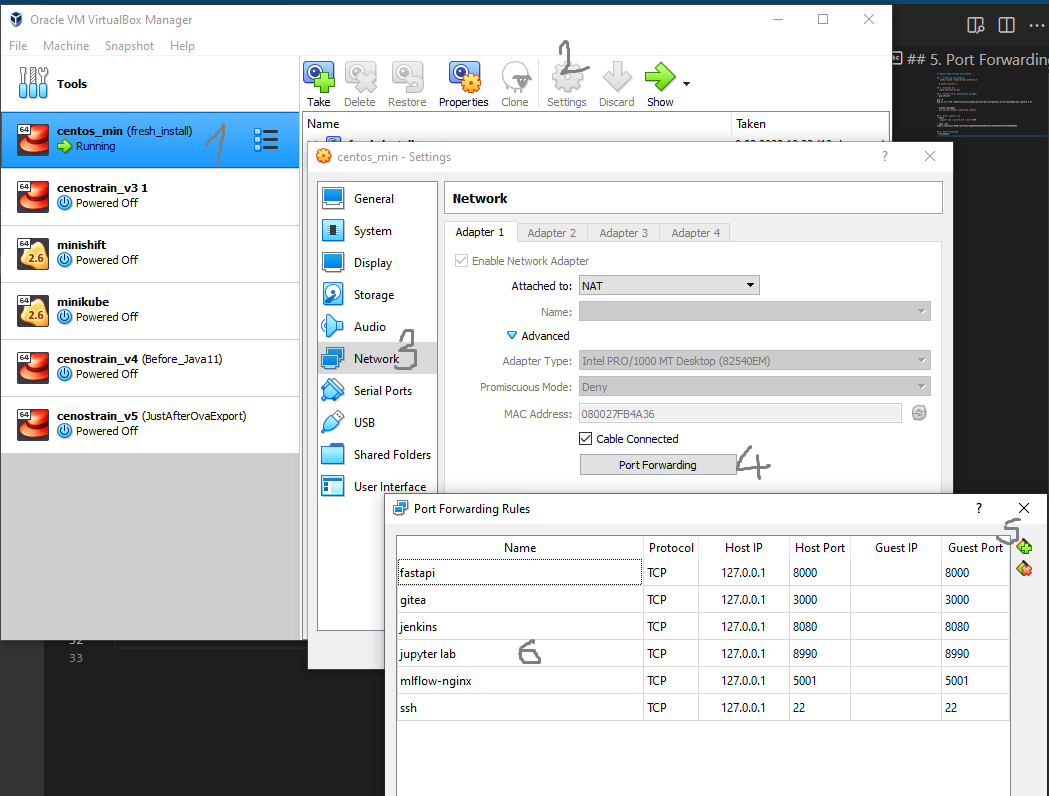 Oracle VM VirtualBox Manager
File Machine Snapshot Help
## 5. Port Forwarding
Tools
Take Delete Restore Properties Clone Settings Discard Show
2
Name Taken
64
centos_min (fresh_install)
Running
1
64
cenostrain_v3 1
Powered Off
64
2.6
minishift
Powered Off
64
2.6
minikube
Powered Off
64
cenostrain_v4 (Before_Java11)
Powered Off
64
cenostrain_v5 (JustAfterOvaExport)
Powered Off
33
centos_min - Settings ?
General
System
Display
Storage
Audio
Network
3
Serial Ports
USB
Shared Folders
User Interface
Network
Adapter 1 Adapter 2 Adapter 3 Adapter 4
Enable Network Adapter
Attached to: NAT
Name:
Advanced
Adapter Type: Intel PRO/1000 MT Desktop (82540EM)
Promiscuous Mode: Deny
MAC Address: 080027FB4A36
Cable Connected
Port Forwarding
4
Port Forwarding Rules ?
5
Name Protocol Host IP Host Port Guest IP Guest Port
fastapi TCP 127.0.0.1 8000 8000
gitea TCP 127.0.0.1 3000 3000
jenkins TCP 127.0.0.1 8080 8080
jupyter lab TCP 127.0.0.1 8990 8990
6
mlflow-nginx TCP 127.0.0.1 5001 5001
ssh TCP 127.0.0.1 22 22